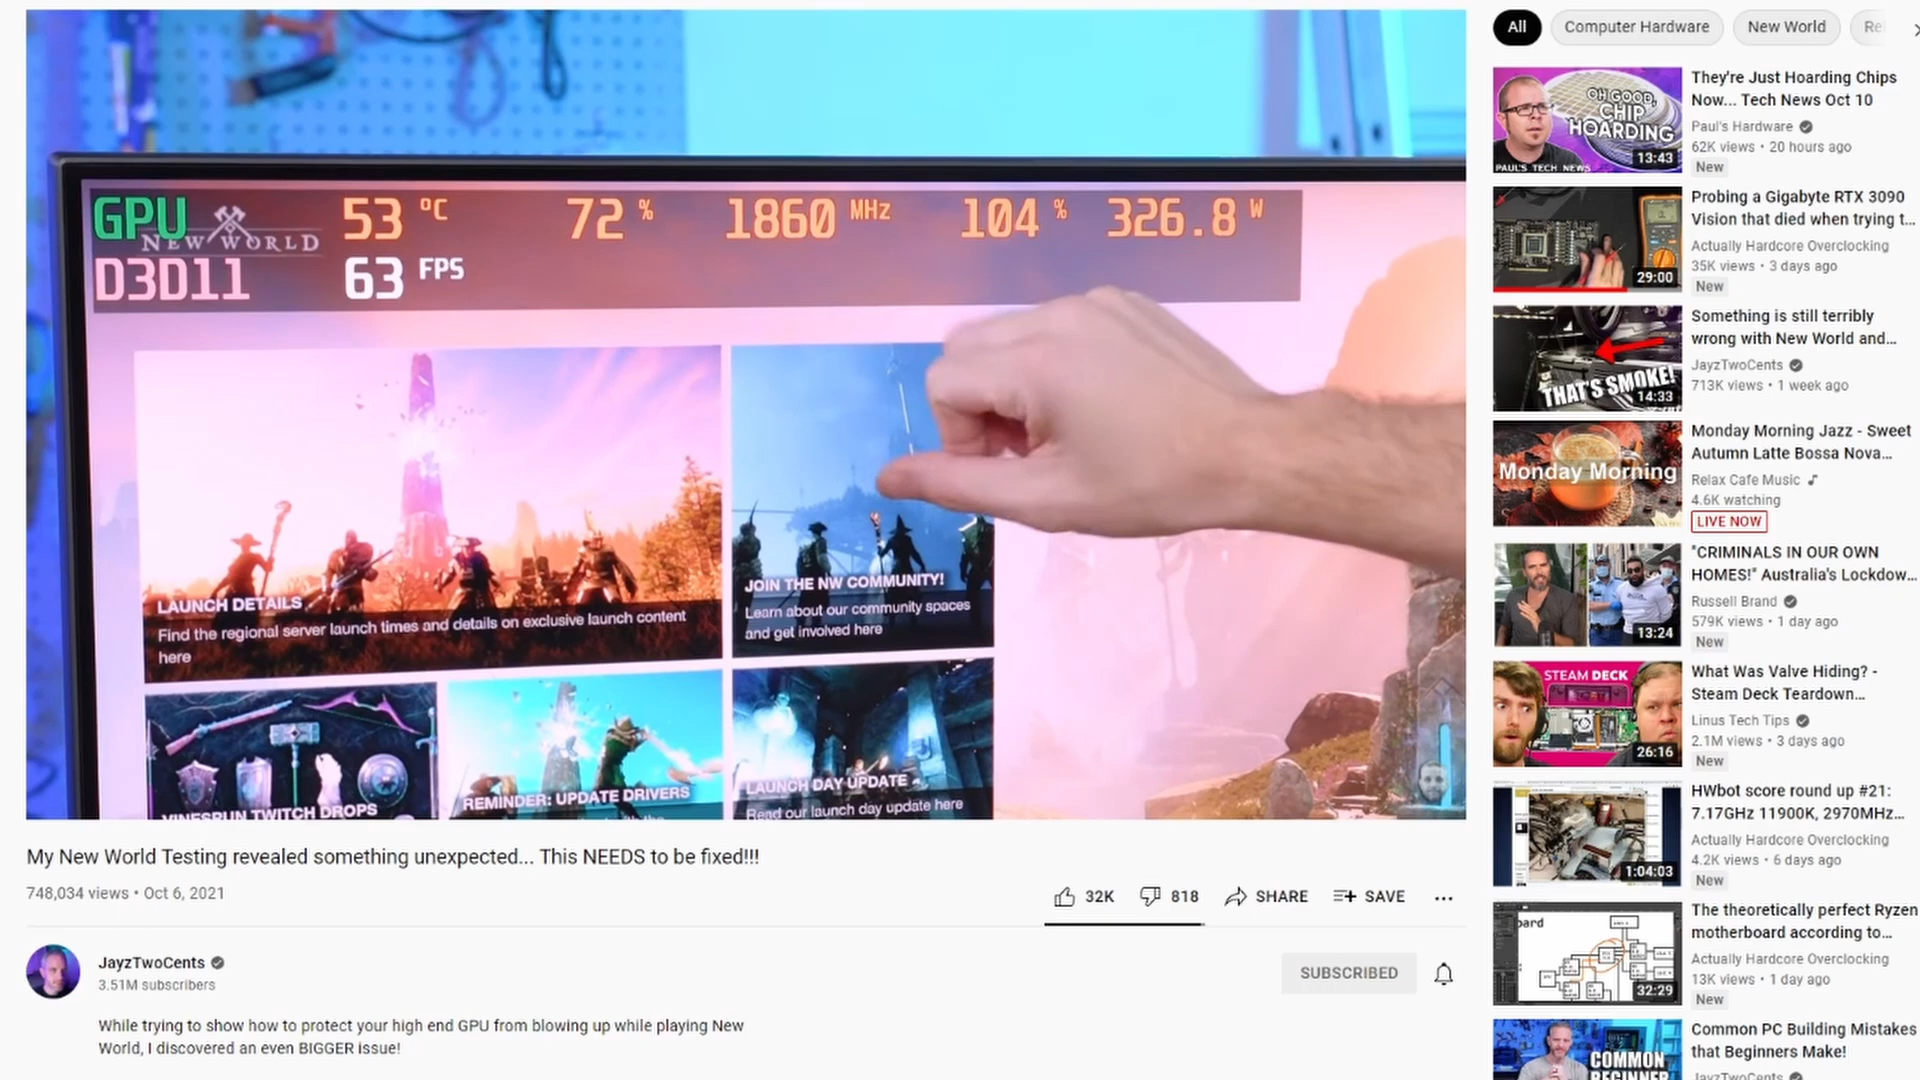 GPU 53 °C 72 % 1860 MHz 104 % 326.8 W
NEW WORLD
D3D11 63 FPS
LAUNCH DETAILS
Find the regional server launch times and details on exclusive launch content
here
JOIN THE NW COMMUNITY!
Learn about our community spaces
and get involved here
VINESPUN TWITCH DROPS
REMINDER: UPDATE DRIVERS
LAUNCH DAY UPDATE
Read our launch day update here
My New World Testing revealed something unexpected... This NEEDS to be fixed!!!
748,034 views • Oct 6, 2021
32K 818 SHARE SAVE ...
JayzTwoCents
3.51M subscribers
SUBSCRIBED
While trying to show how to protect your high end GPU from blowing up while playing New
World, I discovered an even BIGGER issue!
All Computer Hardware New World Re
OH GOOD,
CHIP
HOARDING
PAUL'S TECH NEWS
13:43
They're Just Hoarding Chips
Now... Tech News Oct 10
Paul's Hardware
62K views • 20 hours ago
New
29:00
Probing a Gigabyte RTX 3090
Vision that died when trying t...
Actually Hardcore Overclocking
35K views • 3 days ago
New
THAT'S SMOKE!
14:33
Something is still terribly
wrong with New World and...
JayzTwoCents
713K views • 1 week ago
Monday Morning
Monday Morning Jazz - Sweet
Autumn Latte Bossa Nova...
Relax Cafe Music
4.6K watching
LIVE NOW
13:24
"CRIMINALS IN OUR OWN
HOMES!" Australia's Lockdow...
Russell Brand
579K views • 1 day ago
New
STEAM DECK
26:16
What Was Valve Hiding? -
Steam Deck Teardown...
Linus Tech Tips
2.1M views • 3 days ago
New
1:04:03
HWbot score round up #21:
7.17GHz 11900K, 2970MHz...
Actually Hardcore Overclocking
4.2K views • 6 days ago
New
oard
32:29
The theoretically perfect Ryzen
motherboard according to...
Actually Hardcore Overclocking
13K views • 1 day ago
New
COMMON
BEGINNER
Common PC Building Mistakes
that Beginners Make!
JayzTwoCents